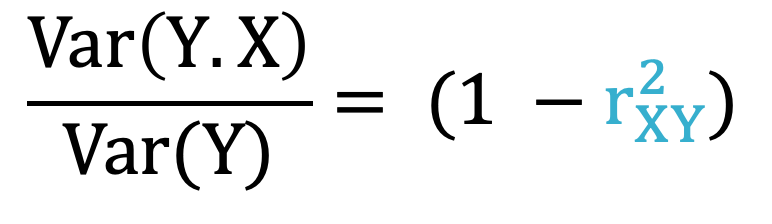 Var(Y.X)
Var(Y)
= (1 − r²XY)